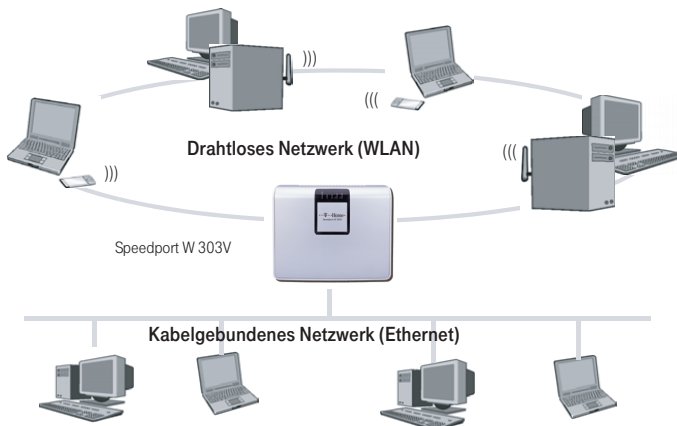 )))
(((
Drahtloses Netzwerk (WLAN)
(((
)))
Speedport W 303V
Kabelgebundenes Netzwerk (Ethernet)